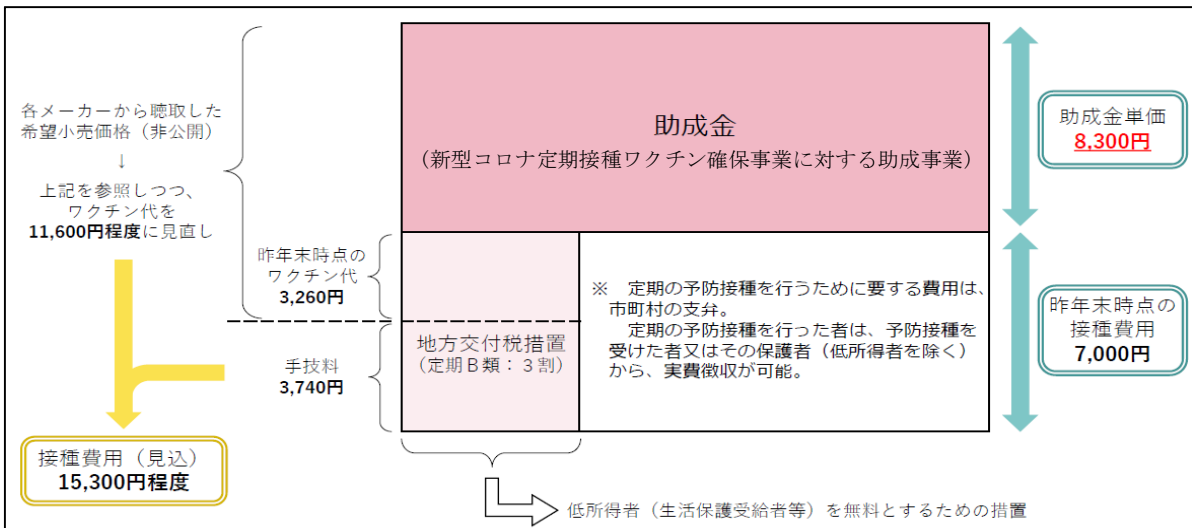 各メーカーから聴取した
希望小売価格（非公開）
↓
上記を参照しつつ、
ワクチン代を
11,600円程度に見直し
接種費用（見込）
15,300円程度
昨年末時点の
ワクチン代
3,260円
手技料
3,740円
助成金
（新型コロナ定期接種ワクチン確保事業に対する助成事業）
地方交付税措置
（定期Ｂ類：３割）
※　定期の予防接種を行うために要する費用は、
市町村の支弁。
定期の予防接種を行った者は、予防接種を
受けた者又はその保護者（低所得者を除く）
から、実費徴収が可能。
助成金単価
8,300円
昨年末時点の
接種費用
7,000円
低所得者（生活保護受給者等）を無料とするための措置